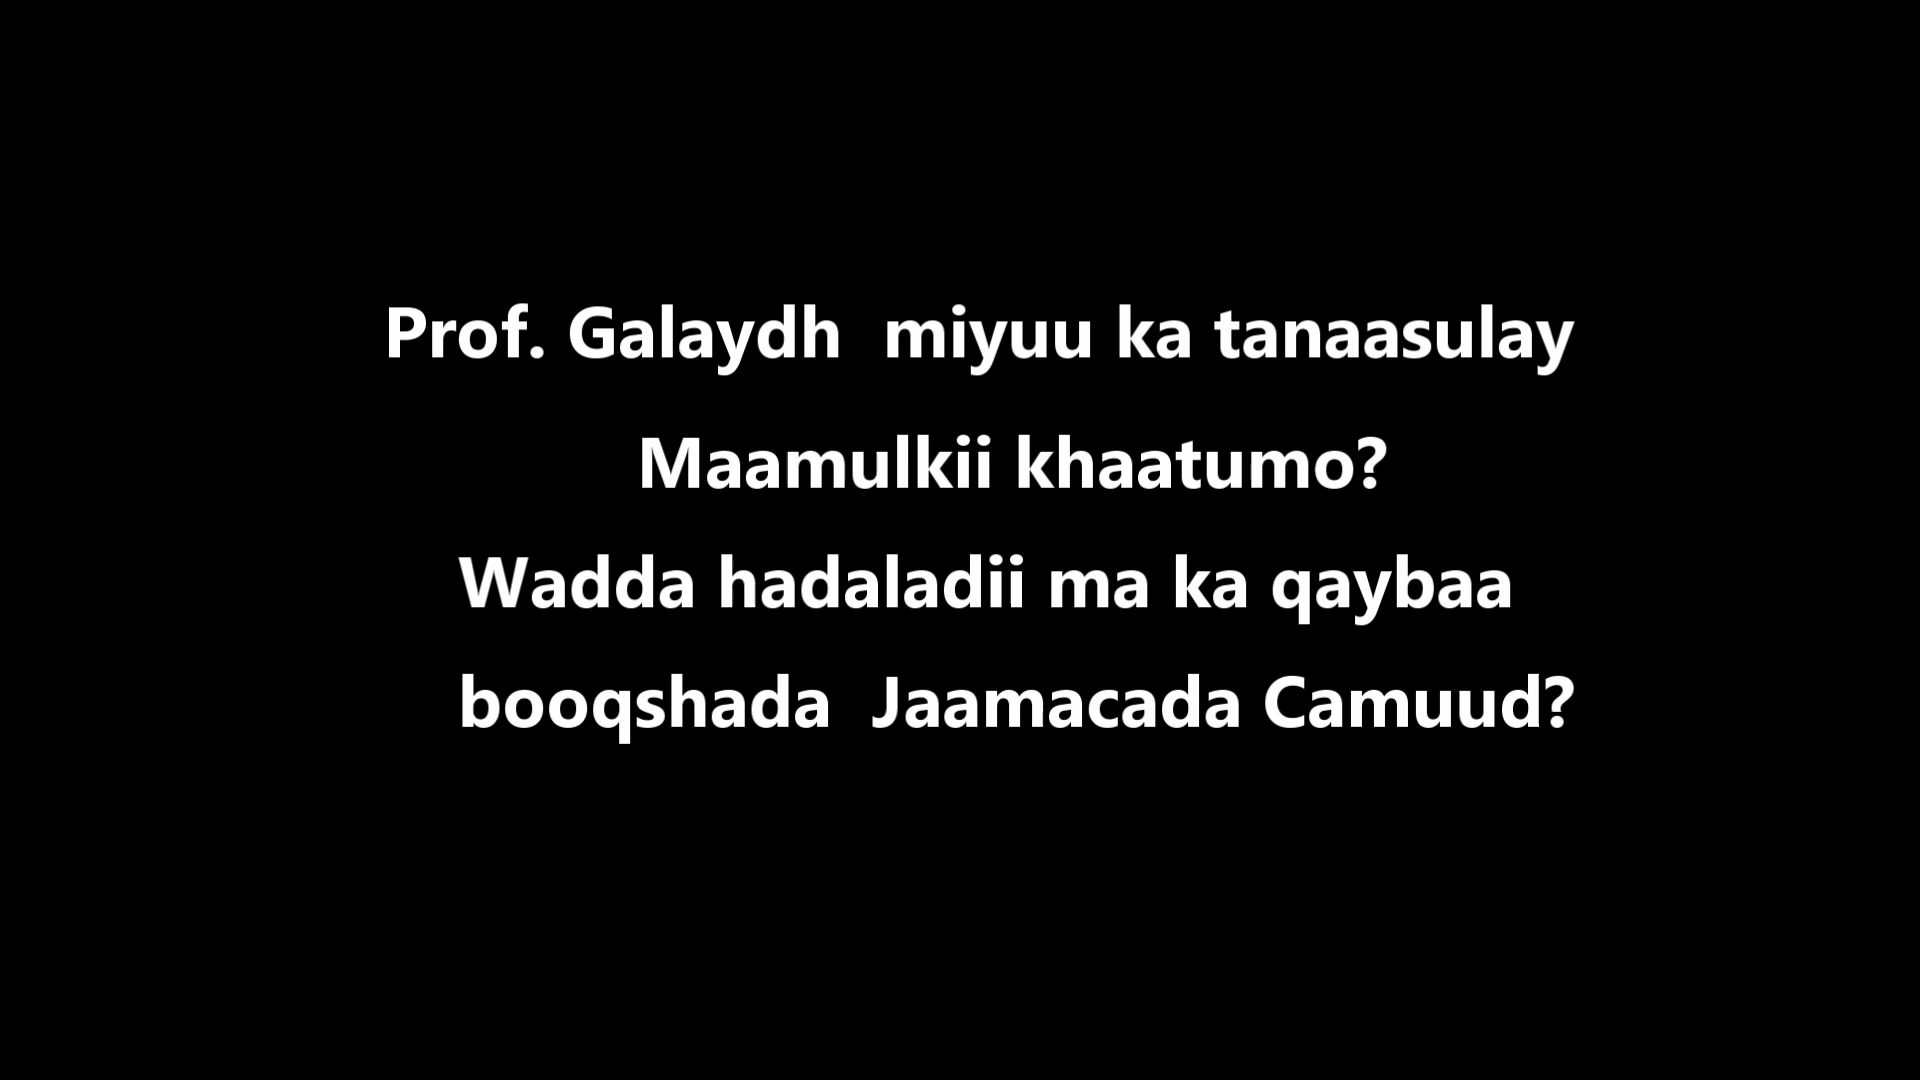 Prof. Galaydh miyuu ka tanaasulay
Maamulkii khaatumo?
Wadda hadaladii ma ka qaybaa
booqshada Jaamacada Camuud?